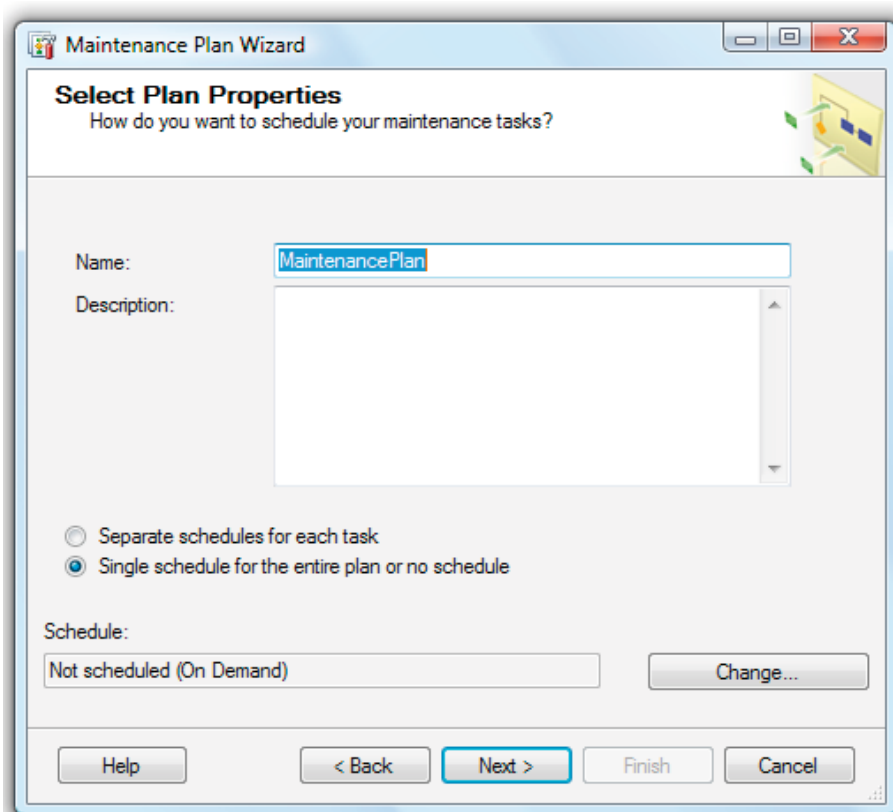 Maintenance Plan Wizard
Select Plan Properties
How do you want to schedule your maintenance tasks?
Name:
MaintenancePlan
Description:
Separate schedules for each task
Single schedule for the entire plan or no schedule
Schedule:
Not scheduled (On Demand)
Change...
Help
< Back
Next >
Finish
Cancel